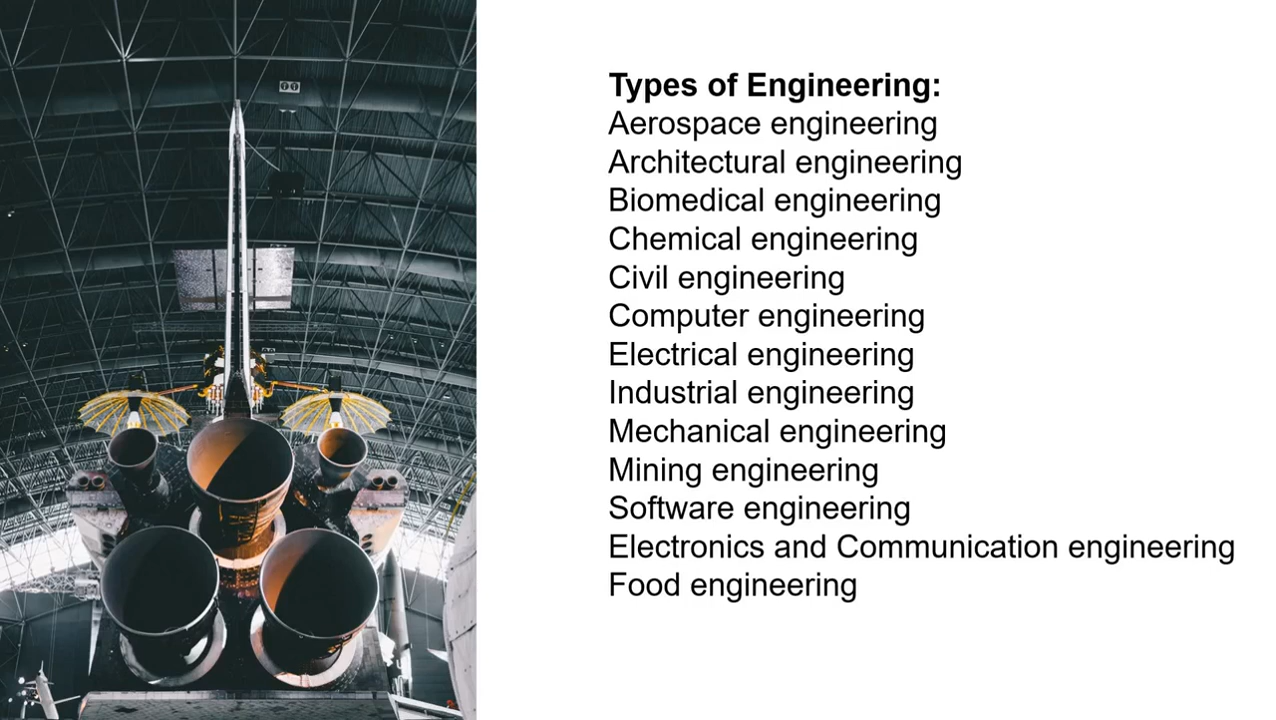 Types of Engineering:
Aerospace engineering
Architectural engineering
Biomedical engineering
Chemical engineering
Civil engineering
Computer engineering
Electrical engineering
Industrial engineering
Mechanical engineering
Mining engineering
Software engineering
Electronics and Communication engineering
Food engineering